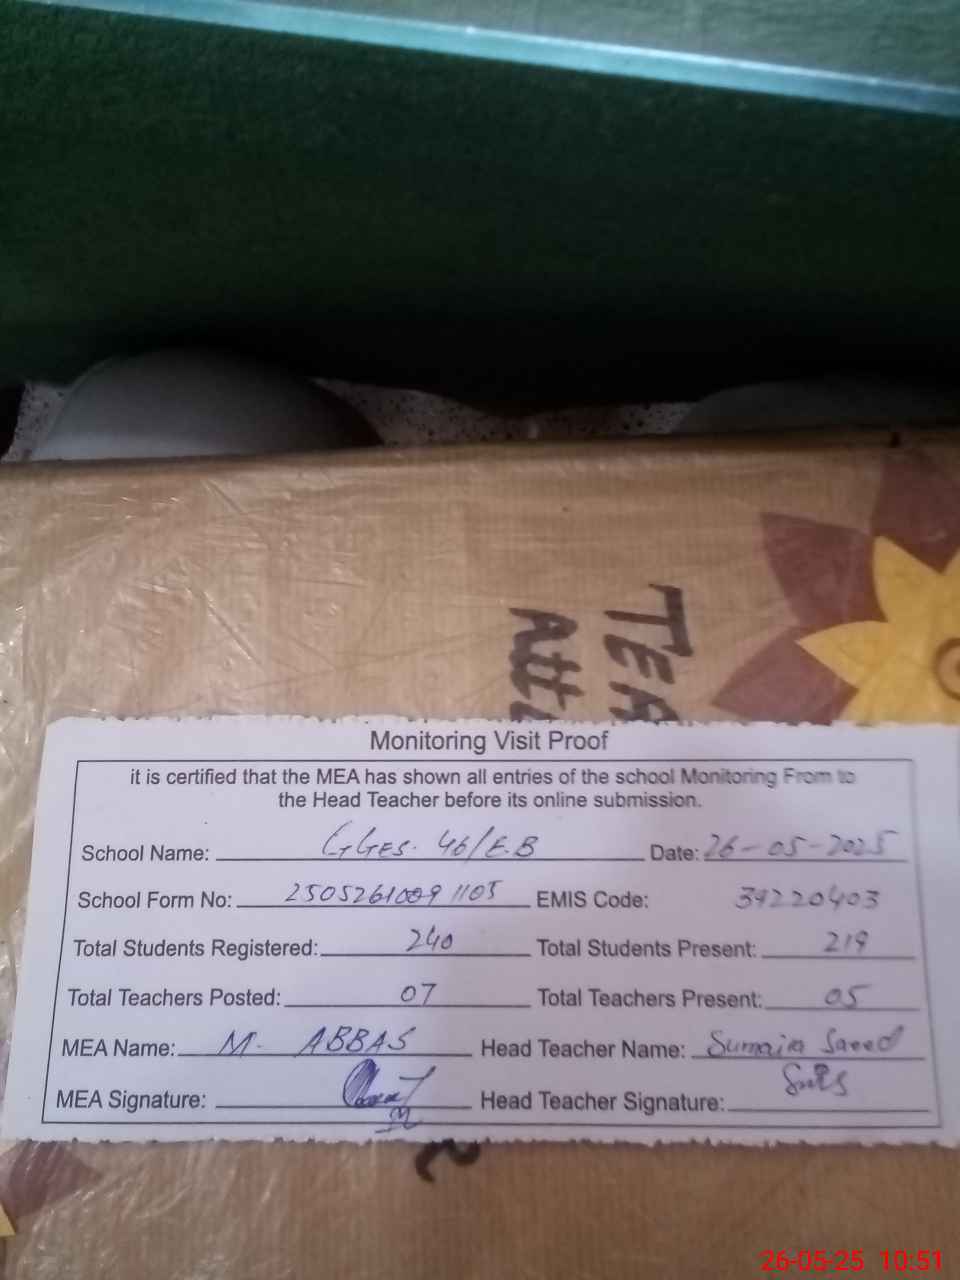 TEA
Att
Monitoring Visit Proof
it is certified that the MEA has shown all entries of the school Monitoring From to
the Head Teacher before its online submission.
School Name: GGES. 46/E.B Date: 26-05-2025
School Form No: 25052610091105 EMIS Code: 39220403
Total Students Registered: 240 Total Students Present: 219
Total Teachers Posted: 07 Total Teachers Present: 05
MEA Name: M. ABBAS Head Teacher Name: Sumaira Saeed
MEA Signature: Head Teacher Signature:
26-05-25 10:51